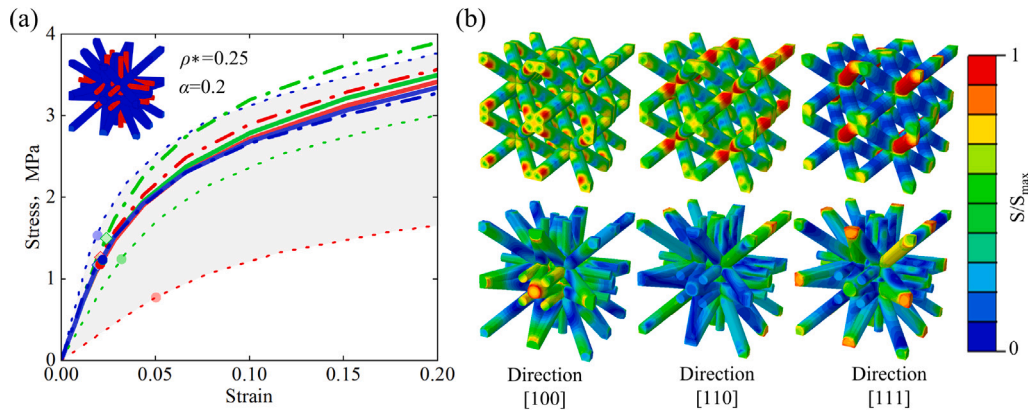 (a)
(b)
4
3
2
1
0
Stress, MPa
ρ*=0.25
α=0.2
0.00 0.05 0.10 0.15 0.20
Strain
Direction
[100]
Direction
[110]
Direction
[111]
1
S/Smax
0